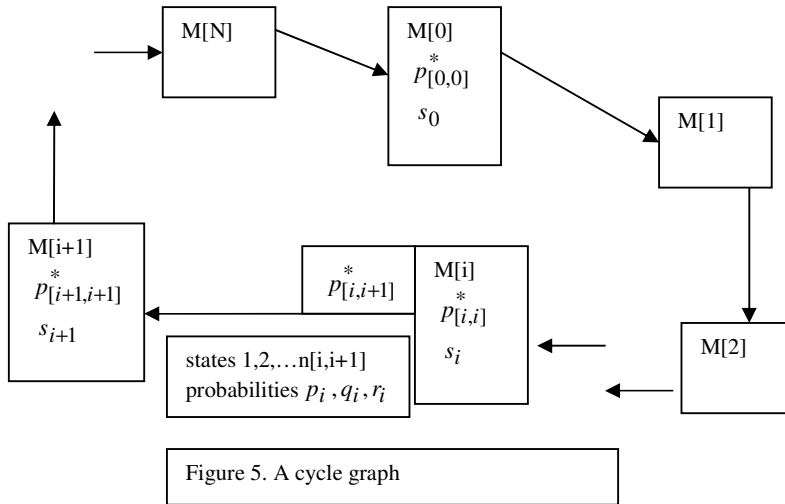 M[N]
M[0]
p*[0,0]
s0
M[1]
M[i+1]
p*[i+1,i+1]
si+1
p*[i,i+1]
M[i]
p*[i,i]
si
M[2]
states 1,2,…n[i,i+1]
probabilities pi , qi , ri
Figure 5. A cycle graph